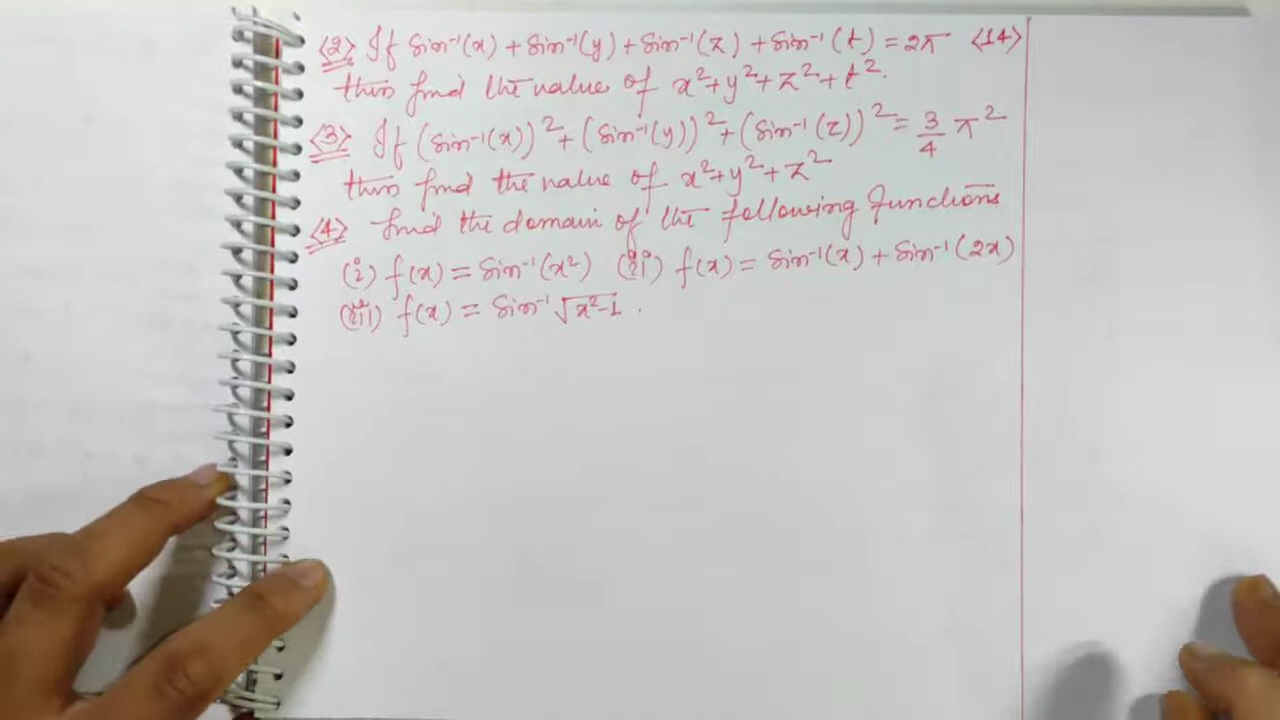 <2> If Sin⁻¹(x) + Sin⁻¹(y) + Sin⁻¹(z) + Sin⁻¹(t) = 2π <14>
then find the value of x² + y² + z² + t².
<3> If (Sin⁻¹(x))² + (Sin⁻¹(y))² + (Sin⁻¹(z))² = 3/4 π²
then find the value of x² + y² + z²
<4> find the domain of the following functions
(i) f(x) = Sin⁻¹(x²) (ii) f(x) = Sin⁻¹(x) + Sin⁻¹(2x)
(iii) f(x) = Sin⁻¹ √(x²-1) .